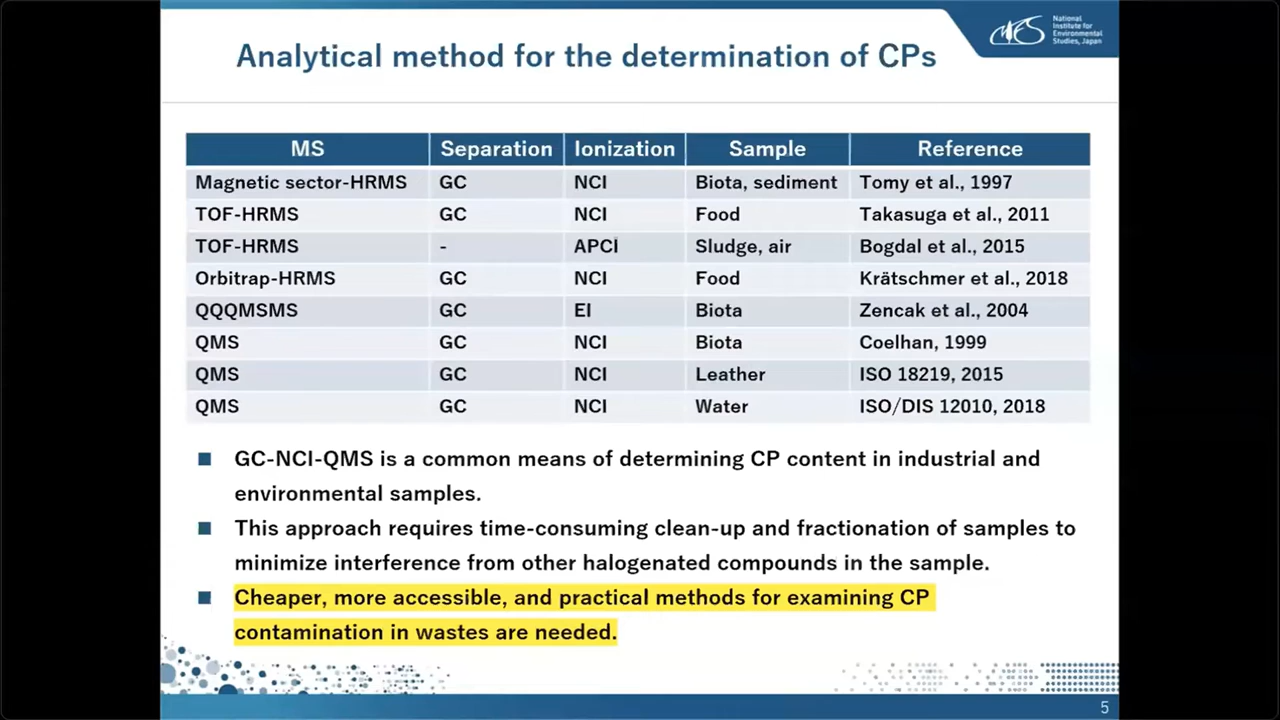 National
Institute for
Environmental
Studies, Japan
Analytical method for the determination of CPs
MS Separation Ionization Sample Reference
Magnetic sector-HRMS GC NCI Biota, sediment Tomy et al., 1997
TOF-HRMS GC NCI Food Takasuga et al., 2011
TOF-HRMS - APCI Sludge, air Bogdal et al., 2015
Orbitrap-HRMS GC NCI Food Krätschmer et al., 2018
QQQMSMS GC EI Biota Zencak et al., 2004
QMS GC NCI Biota Coelhan, 1999
QMS GC NCI Leather ISO 18219, 2015
QMS GC NCI Water ISO/DIS 12010, 2018
■ GC-NCI-QMS is a common means of determining CP content in industrial and
environmental samples.
■ This approach requires time-consuming clean-up and fractionation of samples to
minimize interference from other halogenated compounds in the sample.
■ Cheaper, more accessible, and practical methods for examining CP
contamination in wastes are needed.
5